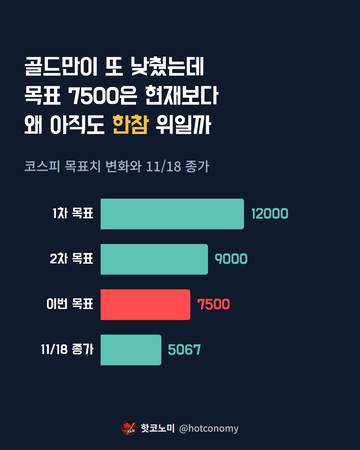 골드만이 또 낮췄는데
목표 7500은 현재보다
왜 아직도 한참 위일까
코스피 목표치 변화와 11/18 종가
1차 목표 12000
2차 목표 9000
이번 목표 7500
11/18 종가 5067
핫코노미 @hotconomy